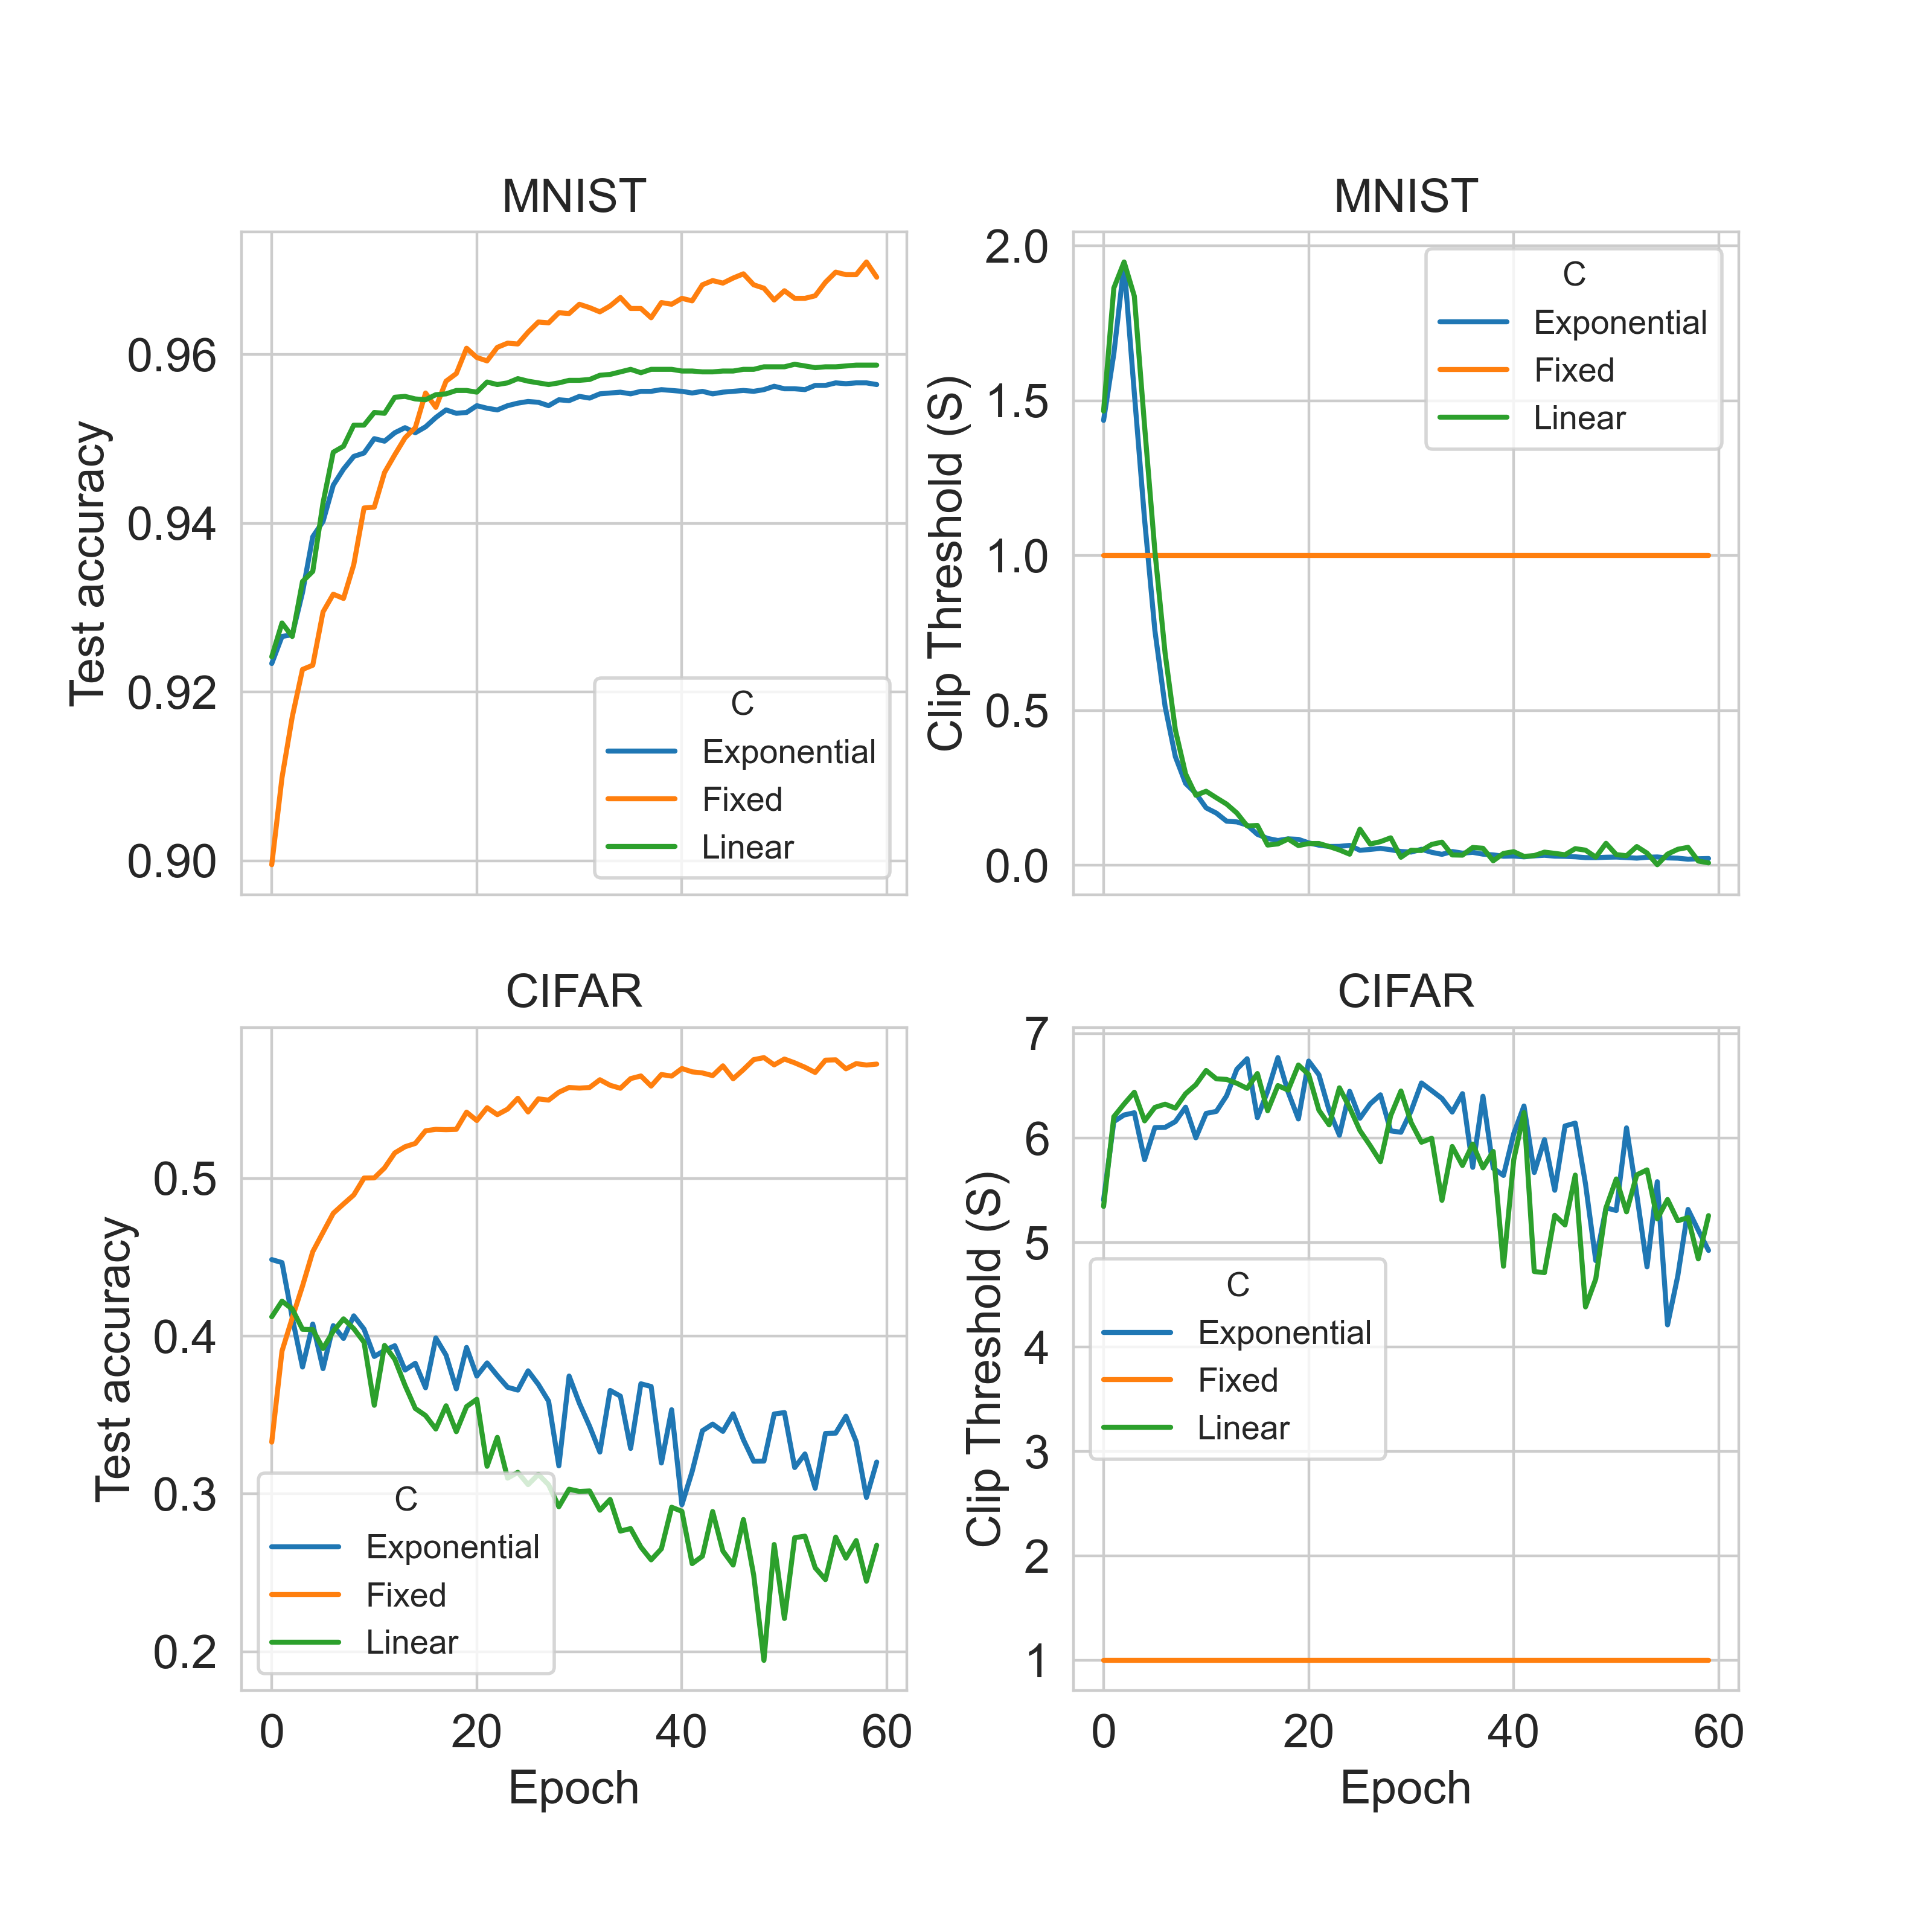 MNIST
Test accuracy
0.96
0.94
0.92
0.90
C
Exponential
Fixed
Linear
MNIST
Clip Threshold (S)
2.0
1.5
1.0
0.5
0.0
C
Exponential
Fixed
Linear
CIFAR
Test accuracy
0.5
0.4
0.3
0.2
C
Exponential
Fixed
Linear
0 20 40 60
Epoch
CIFAR
Clip Threshold (S)
7
6
5
4
3
2
1
C
Exponential
Fixed
Linear
0 20 40 60
Epoch